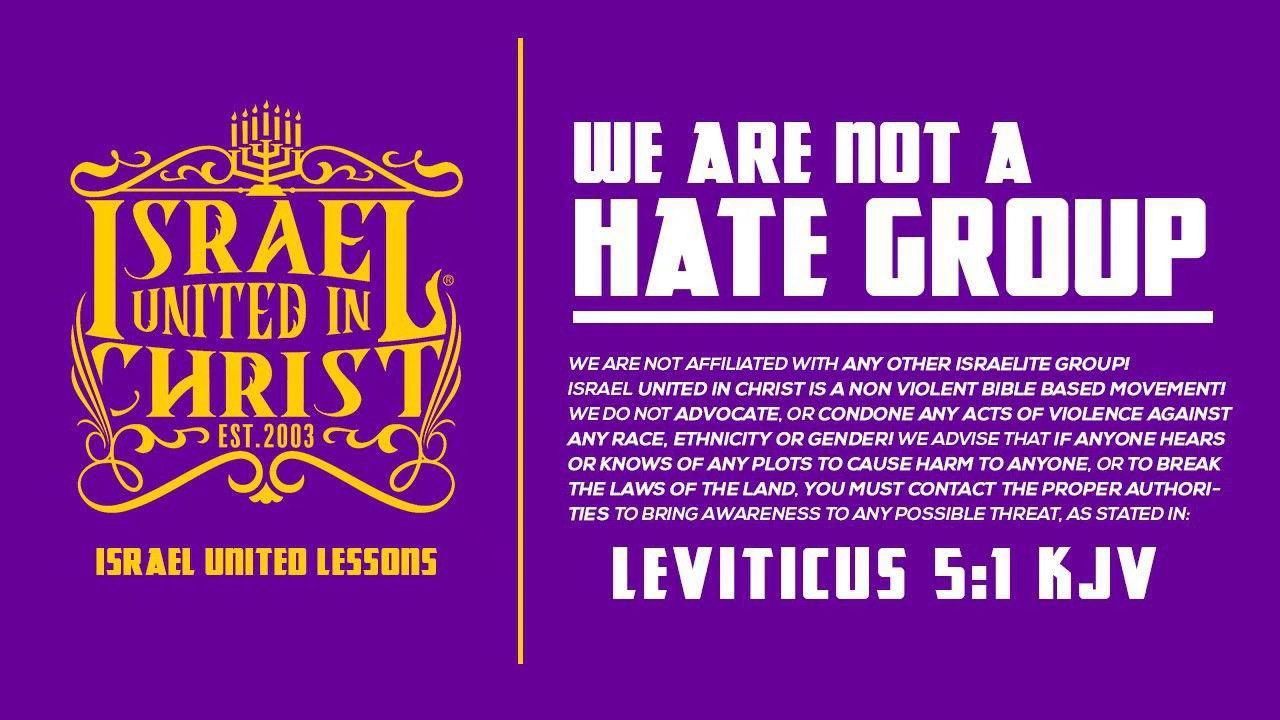 ISRAEL
UNITED IN
CHRIST
®
EST.2003
ISRAEL UNITED LESSONS
WE ARE NOT A
HATE GROUP
WE ARE NOT AFFILIATED WITH ANY OTHER ISRAELITE GROUP!
ISRAEL UNITED IN CHRIST IS A NON VIOLENT BIBLE BASED MOVEMENT!
WE DO NOT ADVOCATE, OR CONDONE ANY ACTS OF VIOLENCE AGAINST
ANY RACE, ETHNICITY OR GENDER! WE ADVISE THAT IF ANYONE HEARS
OR KNOWS OF ANY PLOTS TO CAUSE HARM TO ANYONE, OR TO BREAK
THE LAWS OF THE LAND, YOU MUST CONTACT THE PROPER AUTHORI-
TIES TO BRING AWARENESS TO ANY POSSIBLE THREAT, AS STATED IN:
LEVITICUS 5:1 KJV